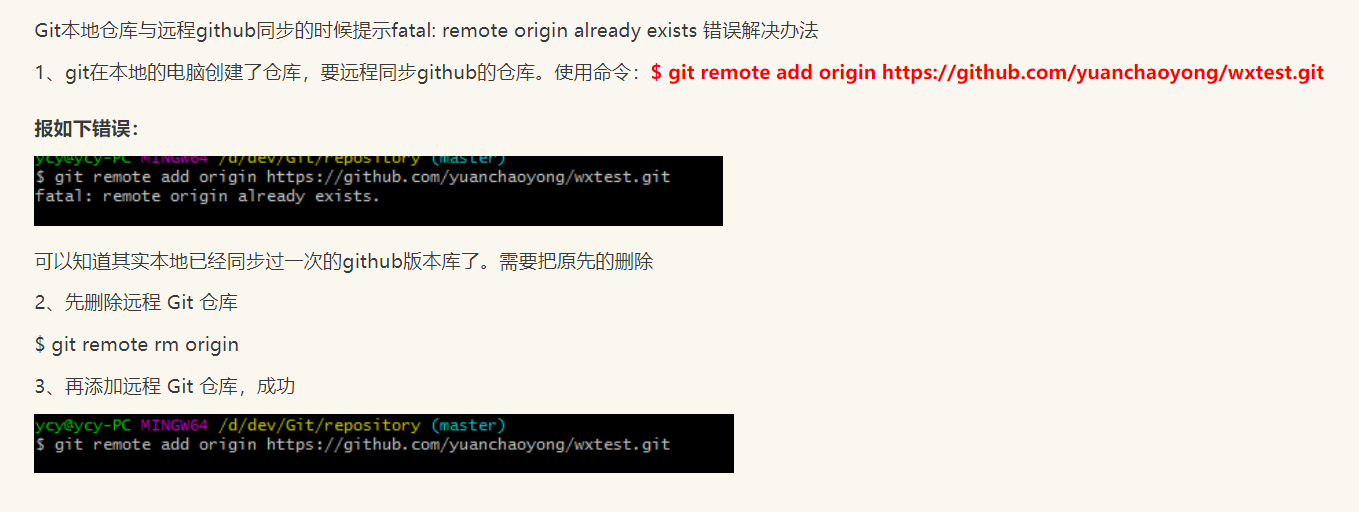 Git本地仓库与远程github同步的时候提示fatal: remote origin already exists 错误解决办法
1、git在本地的电脑创建了仓库，要远程同步github的仓库。使用命令：$ git remote add origin https://github.com/yuanchaoyong/wxtest.git
报如下错误：
ycy@ycy-PC MINGW64 /d/dev/Git/repository (master)
$ git remote add origin https://github.com/yuanchaoyong/wxtest.git
fatal: remote origin already exists.
可以知道其实本地已经同步过一次的github版本库了。需要把原先的删除
2、先删除远程 Git 仓库
$ git remote rm origin
3、再添加远程 Git 仓库，成功
ycy@ycy-PC MINGW64 /d/dev/Git/repository (master)
$ git remote add origin https://github.com/yuanchaoyong/wxtest.git